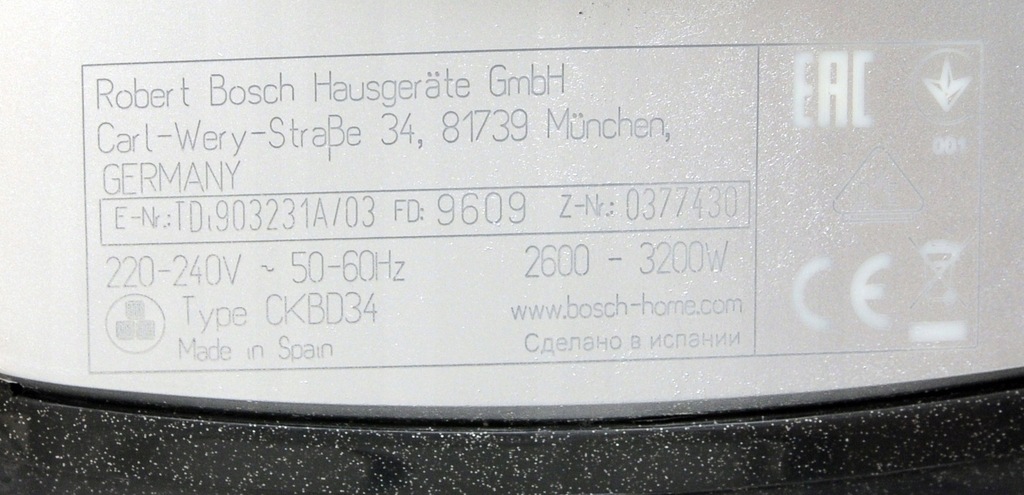 Robert Bosch Hausgeräte GmbH
Carl-Wery-Straße 34, 81739 München,
GERMANY
E-Nr.:TDI903231A/03 FD: 9609 Z-Nr.: 0377430
220-240V ~ 50-60Hz 2600 - 3200W
Type CKBD34 www.bosch-home.com
Made in Spain Сделано в испании
EAC
001
CE